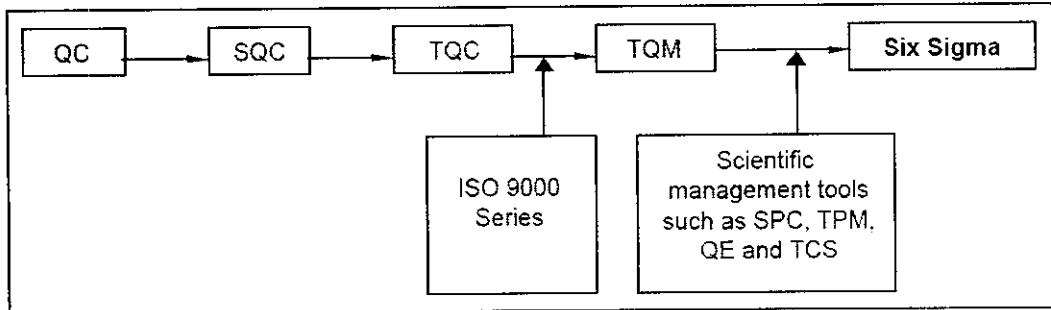 QC
SQC
TQC
TQM
Six Sigma
ISO 9000
Series
Scientific
management tools
such as SPC, TPM,
QE and TCS